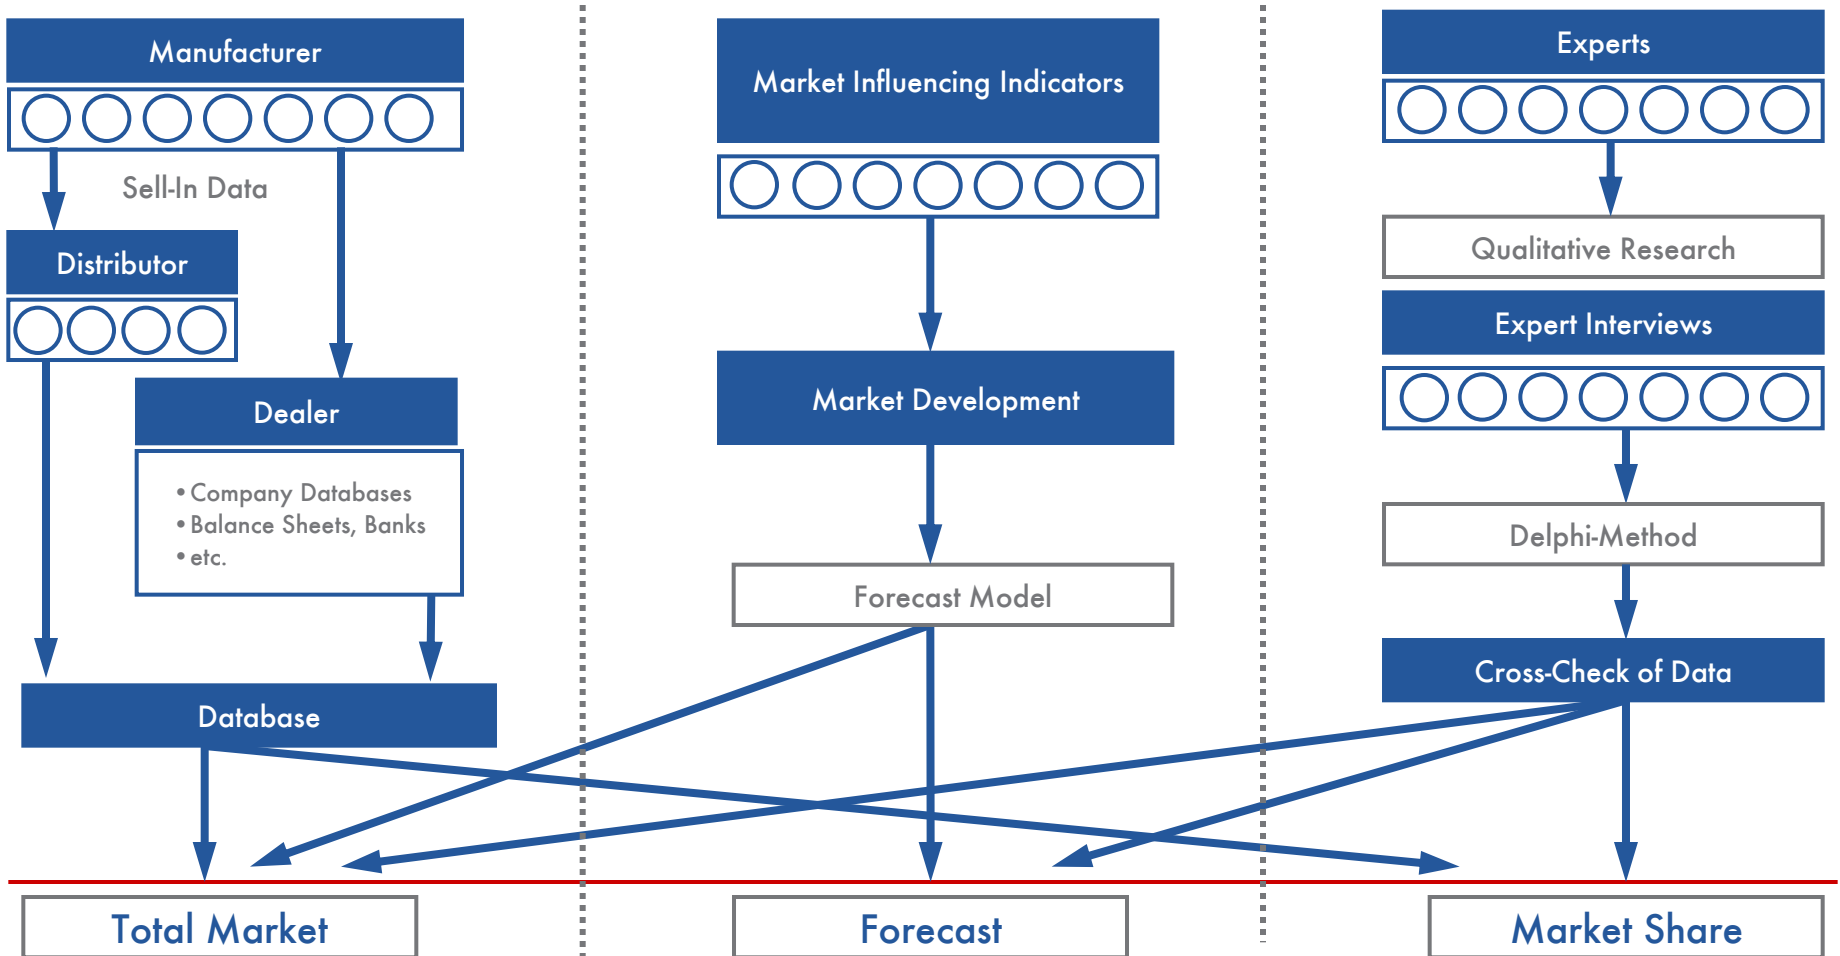 Manufacturer
Sell-In Data
Distributor
Dealer
• Company Databases
• Balance Sheets, Banks
• etc.
Database
Total Market
Market Influencing Indicators
Market Development
Forecast Model
Forecast
Experts
Qualitative Research
Expert Interviews
Delphi-Method
Cross-Check of Data
Market Share